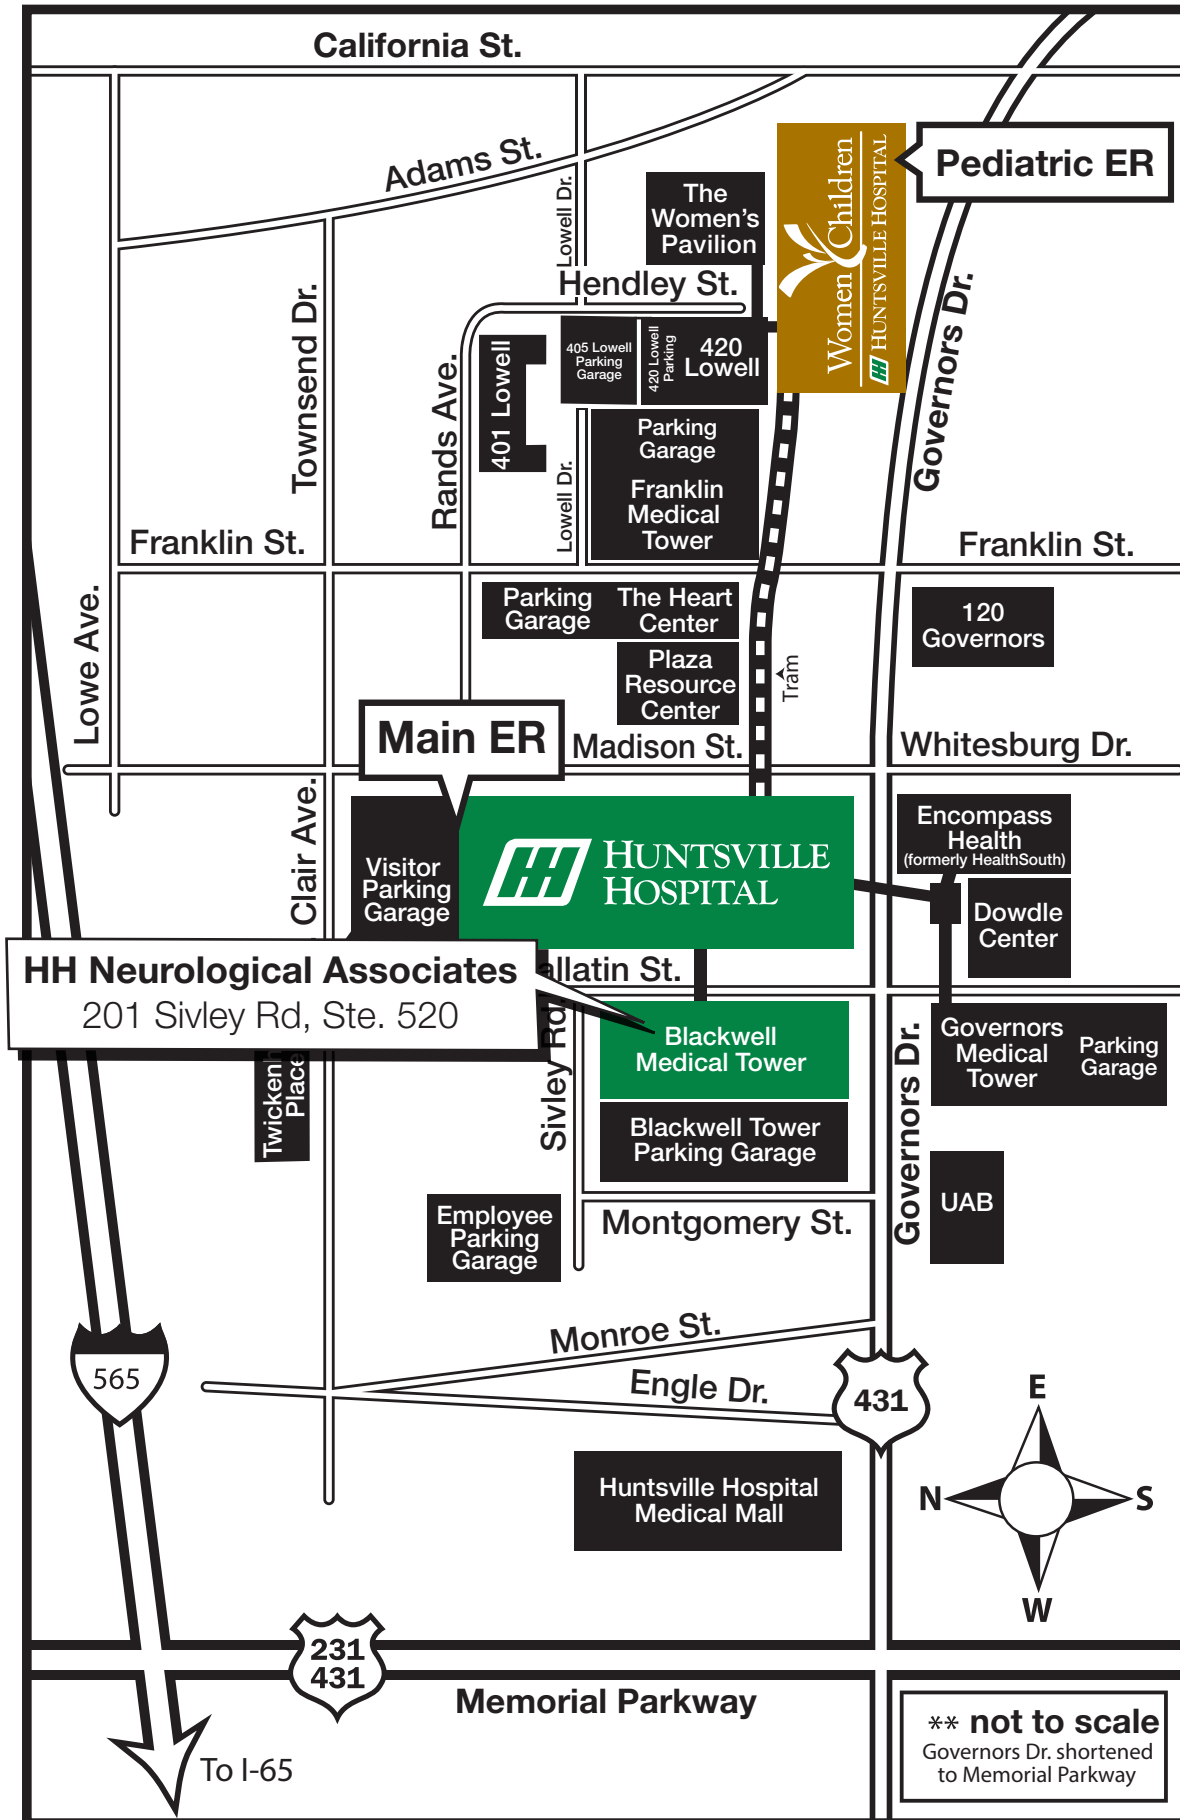 California St.
Adams St.
Lowell Dr.
The
Women's
Pavilion
Women Children
HUNTSVILLE HOSPITAL
Pediatric ER
Hendley St.
Townsend Dr.
Rands Ave.
401 Lowell
405 Lowell
Parking
Garage
420 Lowell
Parking
420
Lowell
Governors Dr.
Parking
Garage
Franklin
Medical
Tower
Lowell Dr.
Franklin St.
Franklin St.
Lowe Ave.
Parking
Garage
The Heart
Center
120
Governors
Plaza
Resource
Center
Tram
Main ER
Madison St.
Whitesburg Dr.
Clair Ave.
Visitor
Parking
Garage
HUNTSVILLE
HOSPITAL
Encompass
Health
(formerly HealthSouth)
Dowdle
Center
HH Neurological Associates
201 Sivley Rd, Ste. 520
allatin St.
Sivley Rd.
Blackwell
Medical Tower
Governors
Medical
Tower
Parking
Garage
Governors Dr.
Place
Blackwell Tower
Parking Garage
UAB
Employee
Parking
Garage
Montgomery St.
Monroe St.
Engle Dr.
565
431
E
N
S
W
Huntsville Hospital
Medical Mall
231
431
Memorial Parkway
To I-65
** not to scale
Governors Dr. shortened
to Memorial Parkway